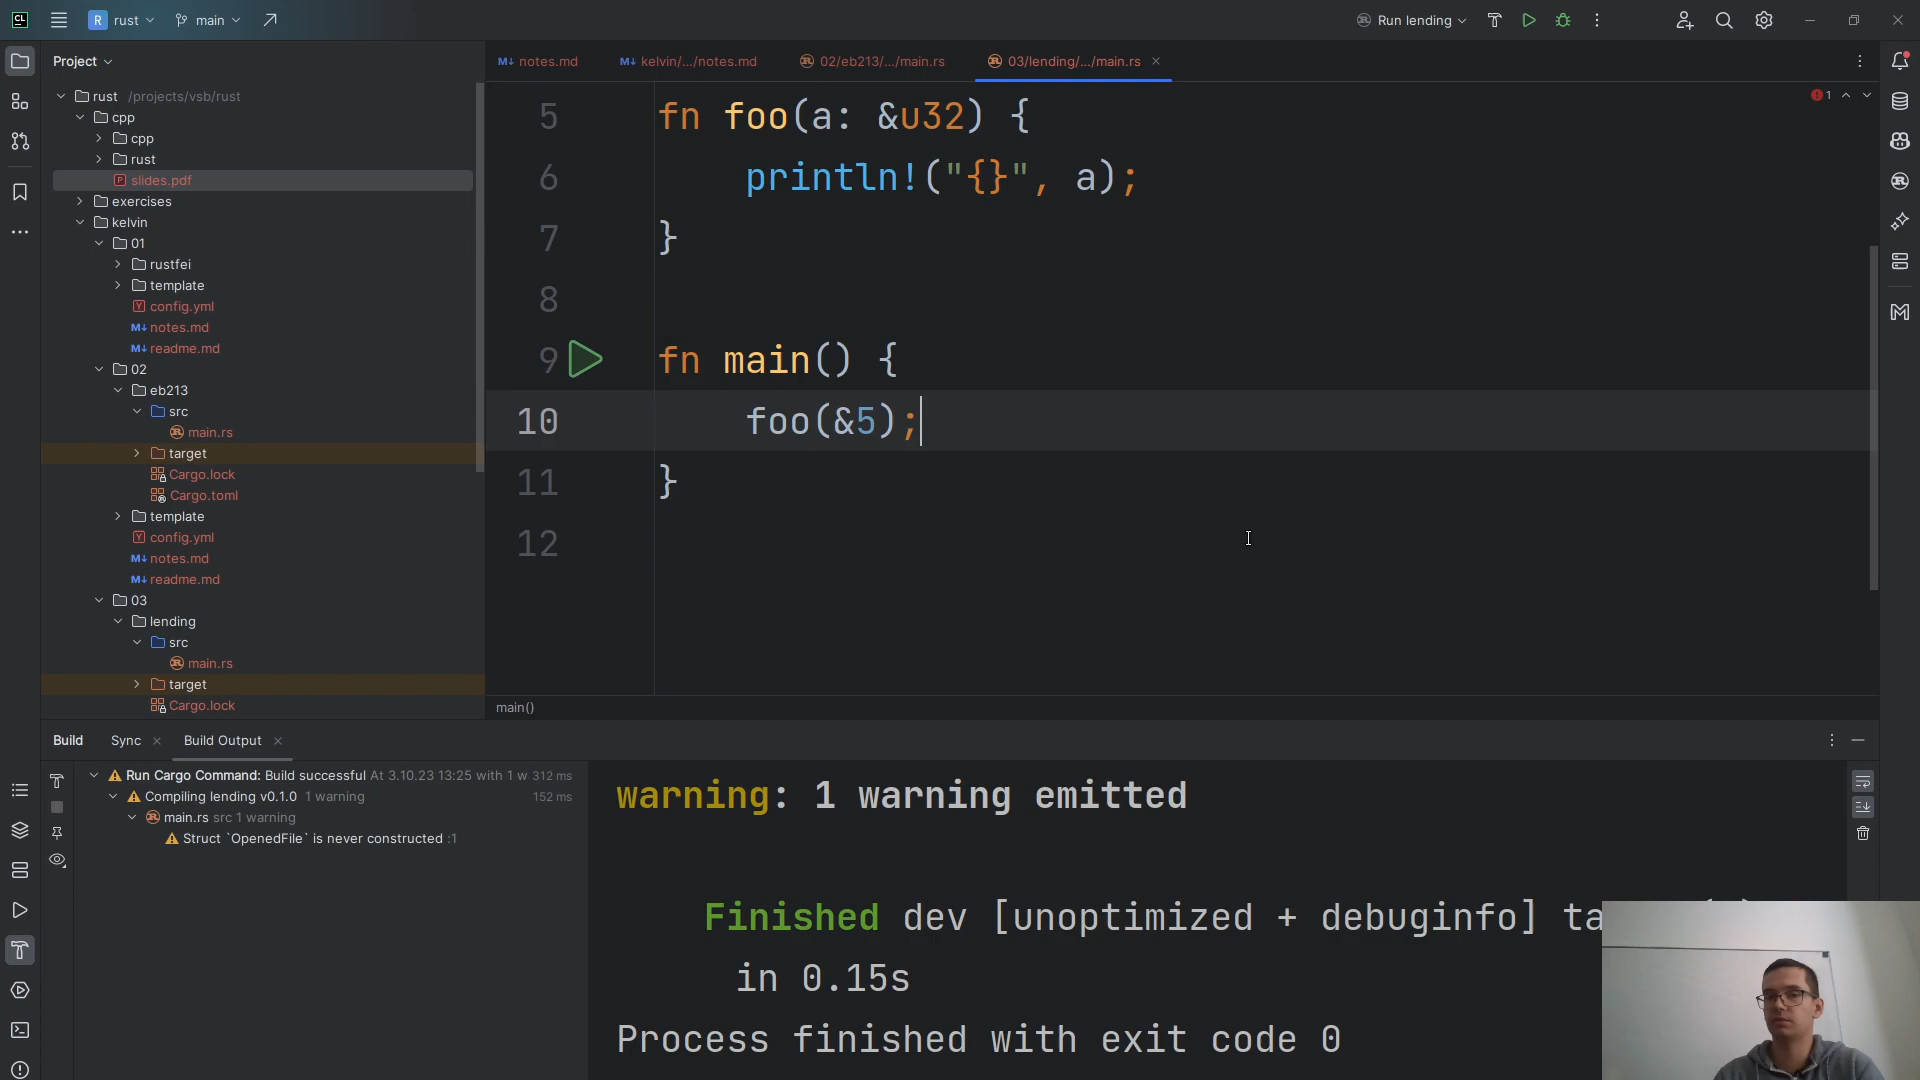 CL
R rust
main
Run lending
Project
notes.md
kelvin/.../notes.md
02/eb213/.../main.rs
03/lending/.../main.rs
rust /projects/vsb/rust
cpp
cpp
rust
slides.pdf
exercises
kelvin
01
rustfei
template
config.yml
notes.md
readme.md
02
eb213
src
main.rs
target
Cargo.lock
Cargo.toml
template
config.yml
notes.md
readme.md
03
lending
src
main.rs
target
Cargo.lock
1
5 fn foo(a: &u32) {
6 println!("{}", a);
7 }
8
9 fn main() {
10 foo(&5);
11 }
12
main()
Build Sync Build Output
Run Cargo Command: Build successful At 3.10.23 13:25 with 1 w 312 ms
Compiling lending v0.1.0 1 warning 152 ms
main.rs src 1 warning
Struct `OpenedFile` is never constructed :1
warning: 1 warning emitted
Finished dev [unoptimized + debuginfo] ta
in 0.15s
Process finished with exit code 0